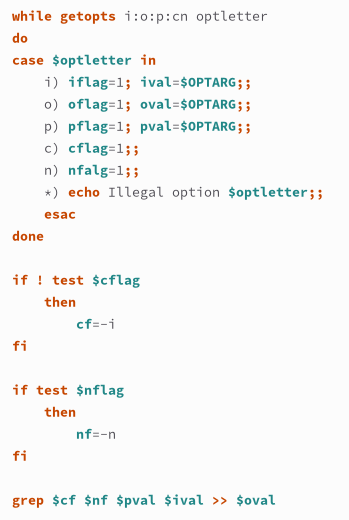 while getopts i:o:p:cn optletter
do
case $optletter in
    i) iflag=1; ival=$OPTARG;;
    o) oflag=1; oval=$OPTARG;;
    p) pflag=1; pval=$OPTARG;;
    c) cflag=1;;
    n) nfalg=1;;
    *) echo Illegal option $optletter;;
    esac
done

if ! test $cflag
    then
        cf=-i
fi

if test $nflag
    then
        nf=-n
fi

grep $cf $nf $pval $ival >> $oval